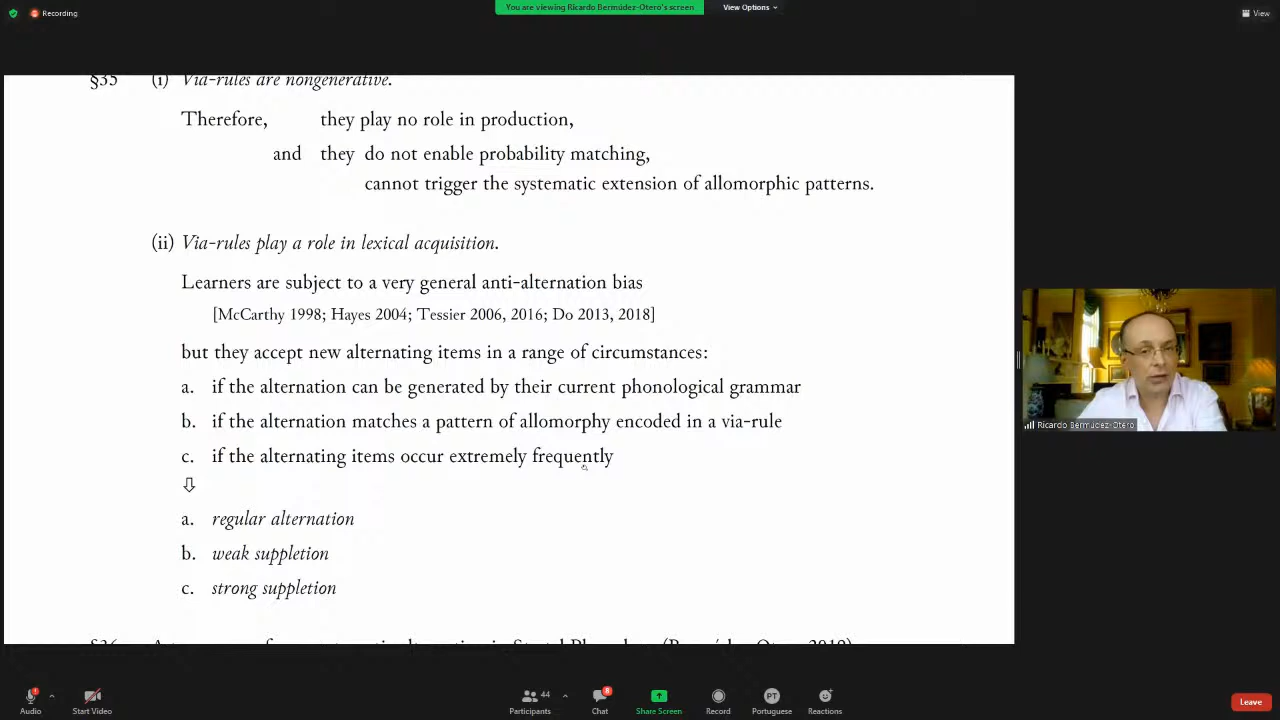 Recording
You are viewing Ricardo Bermúdez-Otero's screen
View Options
View
§35 (i) Via-rules are nongenerative.
Therefore, they play no role in production,
and they do not enable probability matching,
cannot trigger the systematic extension of allomorphic patterns.
(ii) Via-rules play a role in lexical acquisition.
Learners are subject to a very general anti-alternation bias
[McCarthy 1998; Hayes 2004; Tessier 2006, 2016; Do 2013, 2018]
but they accept new alternating items in a range of circumstances:
a. if the alternation can be generated by their current phonological grammar
b. if the alternation matches a pattern of allomorphy encoded in a via-rule
c. if the alternating items occur extremely frequently
⇩
a. regular alternation
b. weak suppletion
c. strong suppletion
Ricardo Bermúdez-Otero
Audio
Start Video
44
Participants
8
Chat
Share Screen
Record
PT
Portuguese
Reactions
Leave